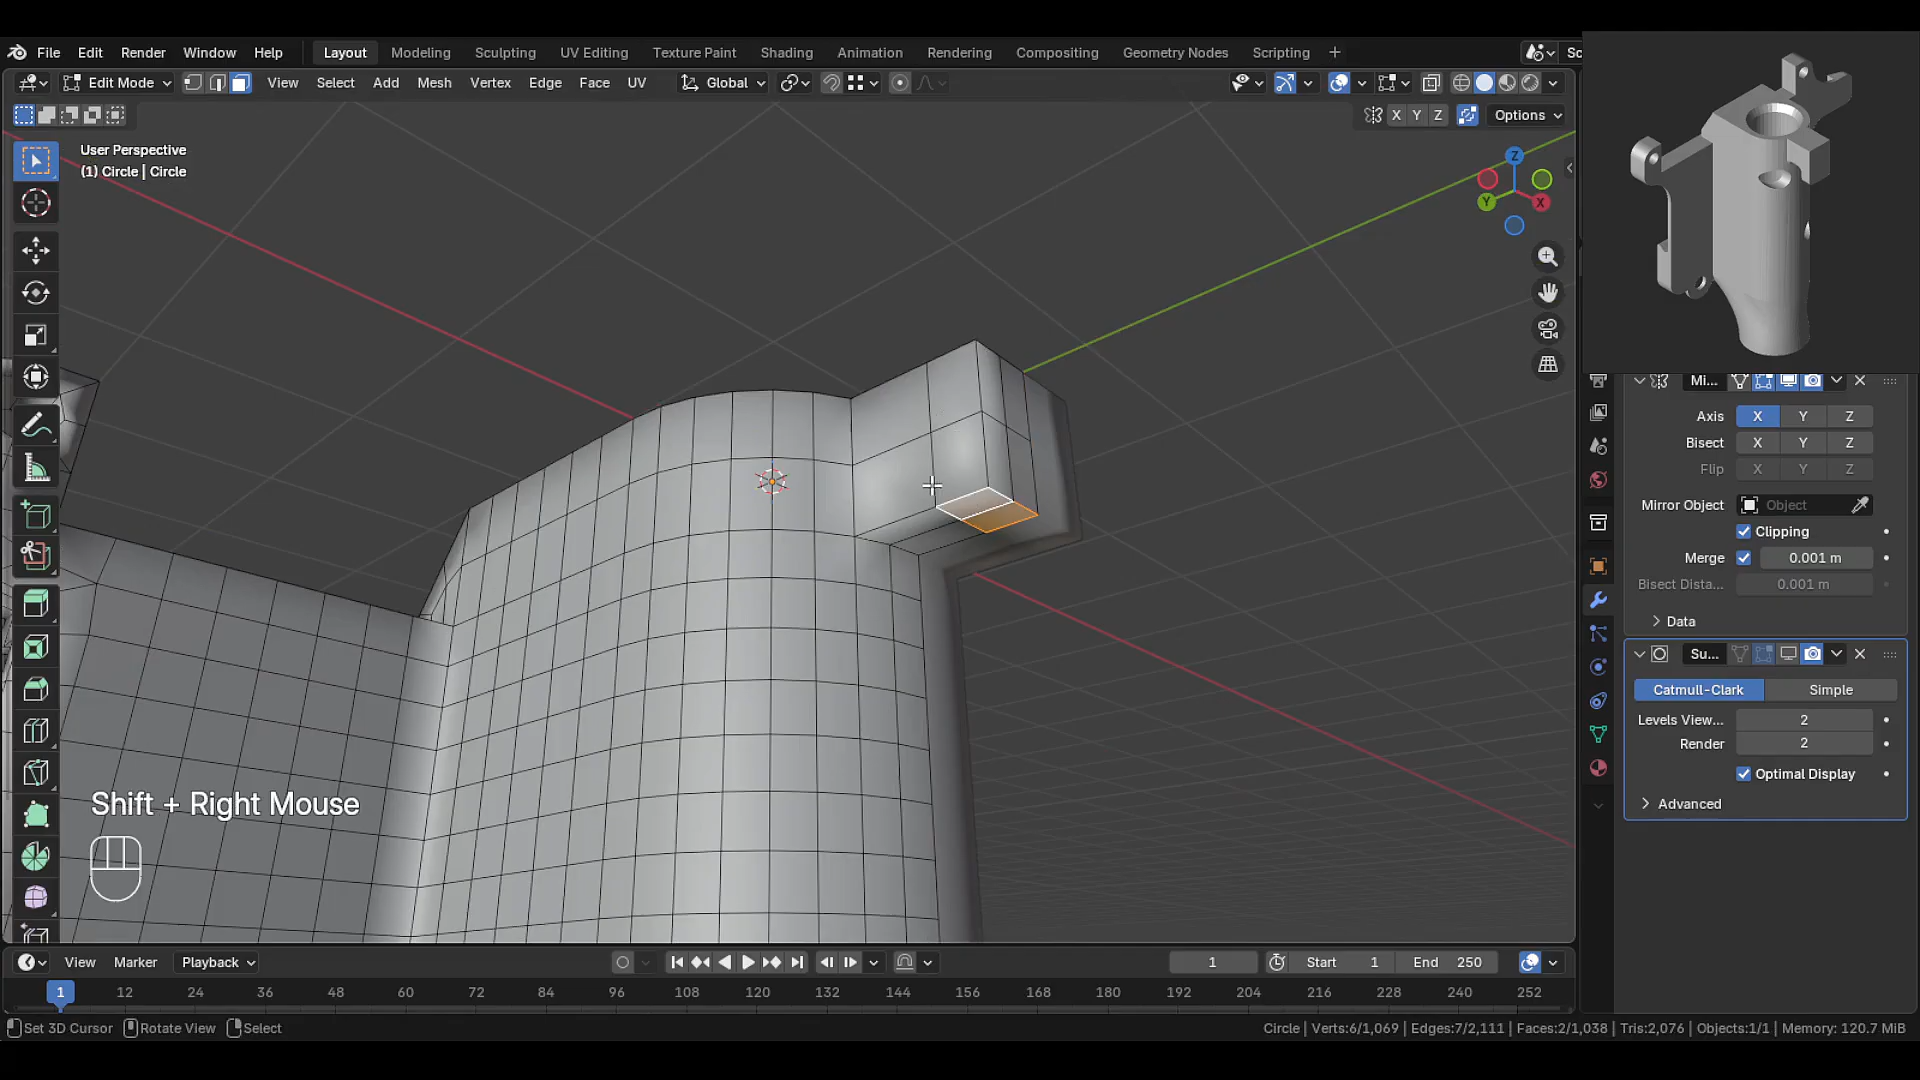 File Edit Render Window Help Layout Modeling Sculpting UV Editing Texture Paint Shading Animation Rendering Compositing Geometry Nodes Scripting + Sc
Edit Mode View Select Add Mesh Vertex Edge Face UV Global
X Y Z Options
User Perspective
(1) Circle | Circle
Z
Y
X
Mi...
Axis X Y Z
Bisect X Y Z
Flip X Y Z
Mirror Object Object
Clipping
Merge 0.001 m
Bisect Dista... 0.001 m
Data
Su...
Catmull-Clark Simple
Levels View... 2
Render 2
Optimal Display
Advanced
Shift + Right Mouse
View Marker Playback 1 Start 1 End 250
1 12 24 36 48 60 72 84 96 108 120 132 144 156 168 180 192 204 216 228 240 252
Set 3D Cursor Rotate View Select Circle | Verts:6/1,069 | Edges:7/2,111 | Faces:2/1,038 | Tris:2,076 | Objects:1/1 | Memory: 120.7 MiB